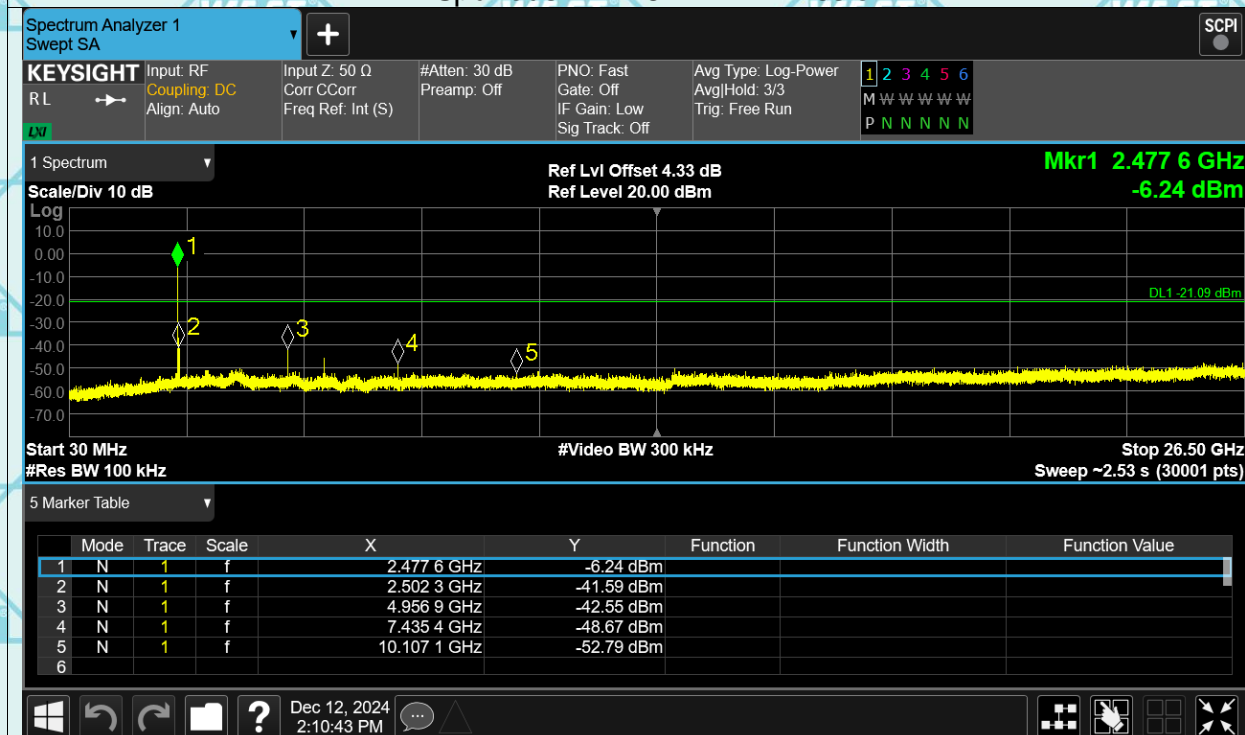 Spectrum Analyzer 1
Swept SA
+
SCPI
KEYSIGHT
RL
LXI
Input: RF
Coupling: DC
Align: Auto
Input Z: 50 Ω
Corr CCorr
Freq Ref: Int (S)
#Atten: 30 dB
Preamp: Off
PNO: Fast
Gate: Off
IF Gain: Low
Sig Track: Off
Avg Type: Log-Power
Avg|Hold: 3/3
Trig: Free Run
1 2 3 4 5 6
M W W W W W
P N N N N N
1 Spectrum
Scale/Div 10 dB
Ref Lvl Offset 4.33 dB
Ref Level 20.00 dBm
Mkr1 2.477 6 GHz
-6.24 dBm
Log
10.0
0.00
-10.0
-20.0
-30.0
-40.0
-50.0
-60.0
-70.0
1
2
3
4
5
DL1 -21.09 dBm
Start 30 MHz
#Video BW 300 kHz
Stop 26.50 GHz
#Res BW 100 kHz
Sweep ~2.53 s (30001 pts)
5 Marker Table
Mode Trace Scale X Y Function Function Width Function Value
1 N 1 f 2.477 6 GHz -6.24 dBm
2 N 1 f 2.502 3 GHz -41.59 dBm
3 N 1 f 4.956 9 GHz -42.55 dBm
4 N 1 f 7.435 4 GHz -48.67 dBm
5 N 1 f 10.107 1 GHz -52.79 dBm
6
?
Dec 12, 2024
2:10:43 PM